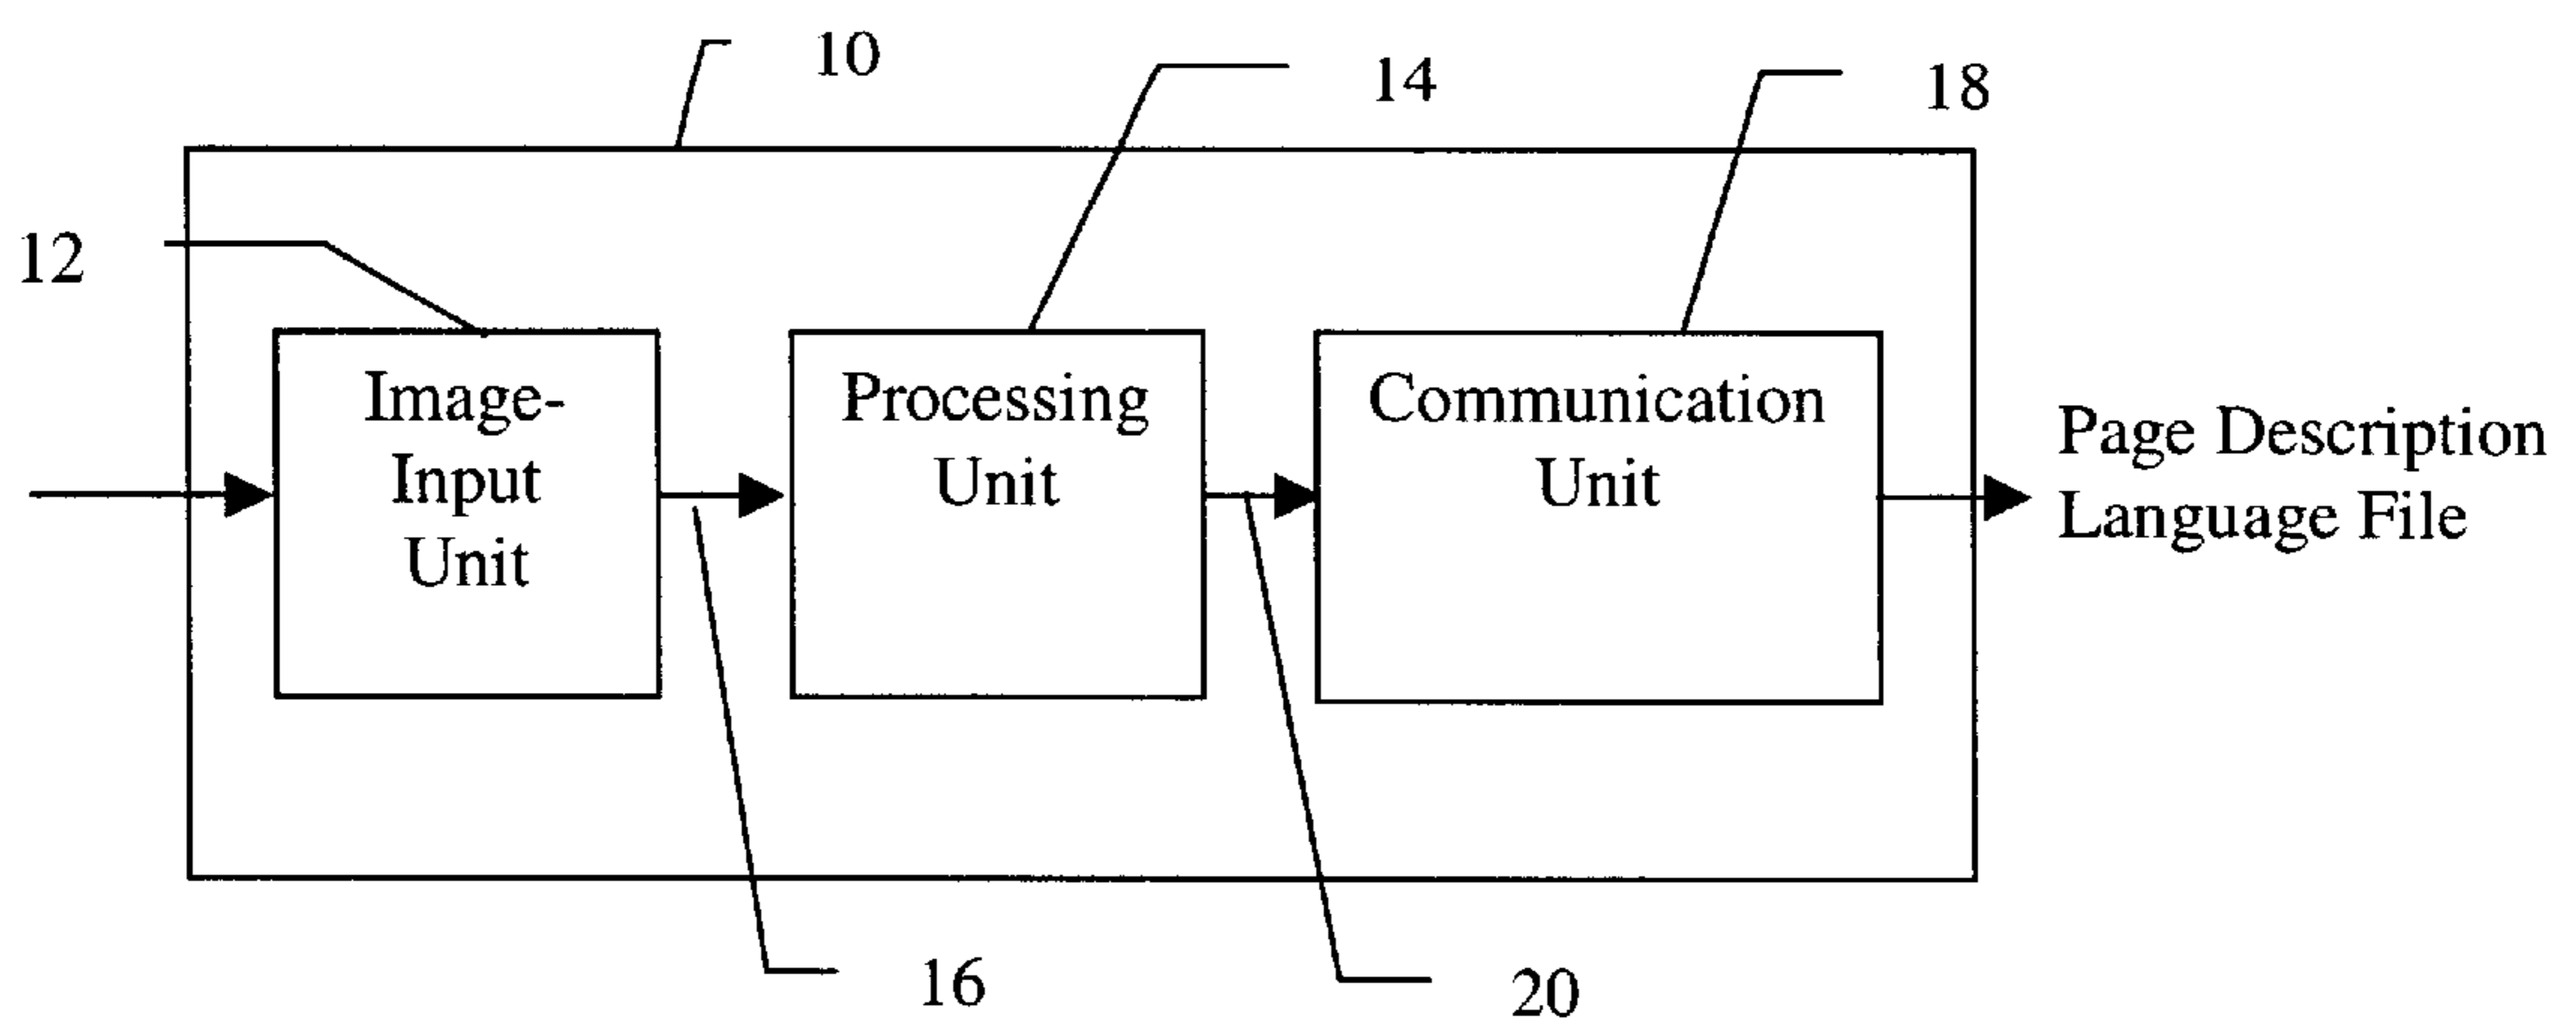 10
14
18
12
Image-
Input
Unit
Processing
Unit
Communication
Unit
Page Description
Language File
16
20